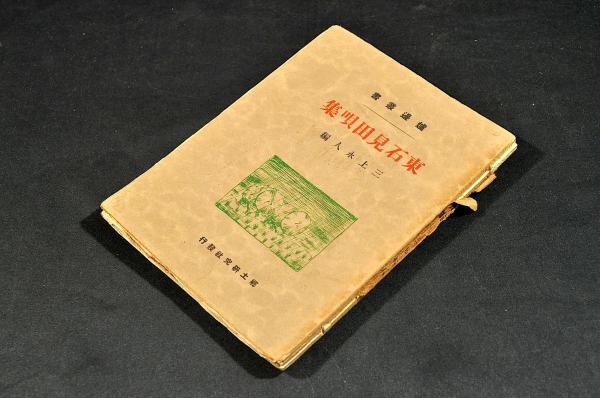 爐邊叢書
東石見田唄集
三上永人編
郷土研究社發行